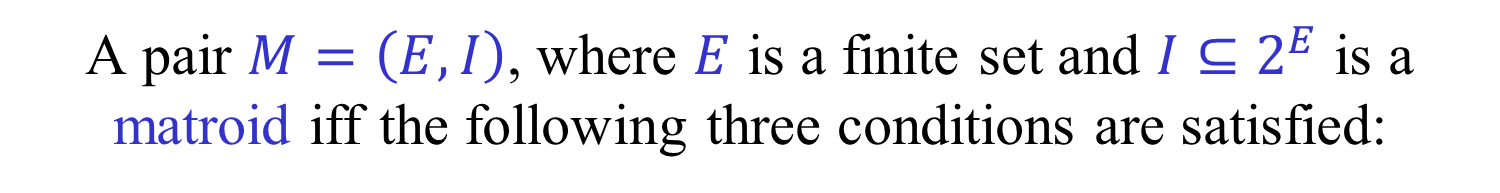 A pair M = (E, I), where E is a finite set and I ⊆ 2^E is a
matroid iff the following three conditions are satisfied: